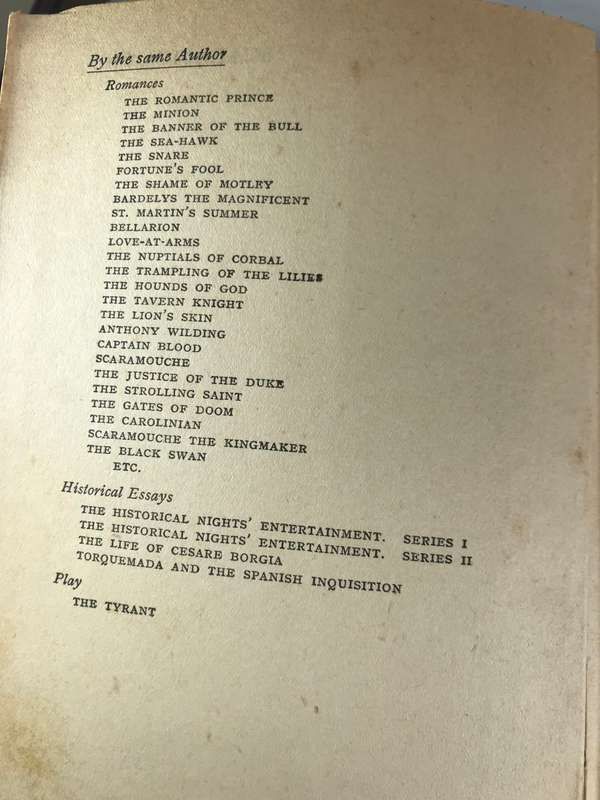 By the same Author
Romances
THE ROMANTIC PRINCE
THE MINION
THE BANNER OF THE BULL
THE SEA-HAWK
THE SNARE
FORTUNE'S FOOL
THE SHAME OF MOTLEY
BARDELYS THE MAGNIFICENT
ST. MARTIN'S SUMMER
BELLARION
LOVE-AT-ARMS
THE NUPTIALS OF CORBAL
THE TRAMPLING OF THE LILIES
THE HOUNDS OF GOD
THE TAVERN KNIGHT
THE LION'S SKIN
ANTHONY WILDING
CAPTAIN BLOOD
SCARAMOUCHE
THE JUSTICE OF THE DUKE
THE STROLLING SAINT
THE GATES OF DOOM
THE CAROLINIAN
SCARAMOUCHE THE KINGMAKER
THE BLACK SWAN
ETC.
Historical Essays
THE HISTORICAL NIGHTS' ENTERTAINMENT. SERIES I
THE HISTORICAL NIGHTS' ENTERTAINMENT. SERIES II
THE LIFE OF CESARE BORGIA
TORQUEMADA AND THE SPANISH INQUISITION
Play
THE TYRANT